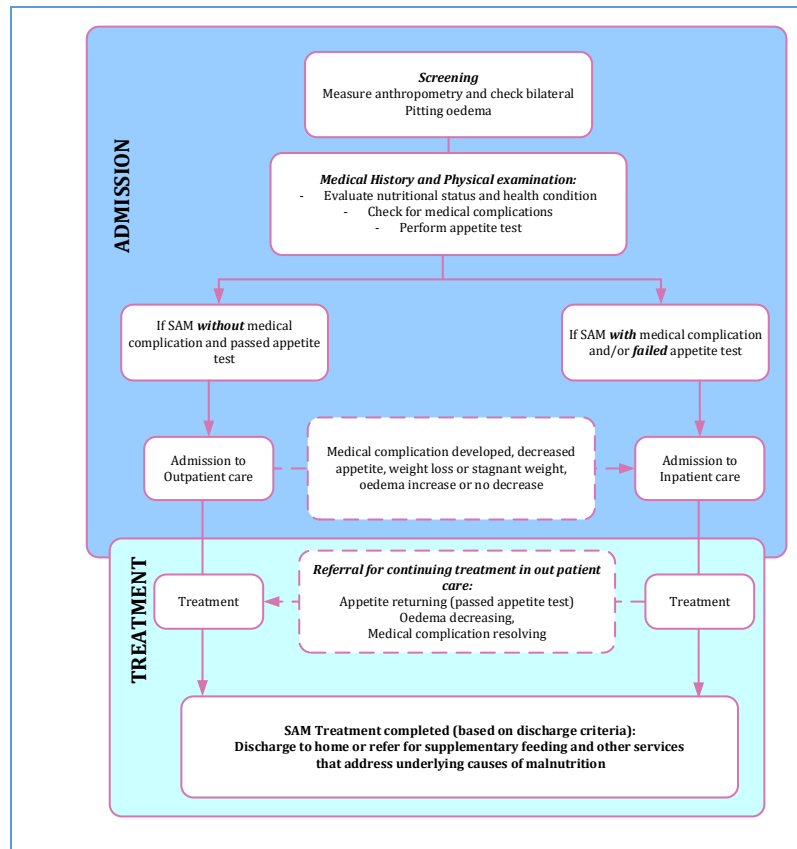 ADMISSION
Screening
Measure anthropometry and check bilateral
Pitting oedema
Medical History and Physical examination:
- Evaluate nutritional status and health condition
- Check for medical complications
- Perform appetite test
If SAM without medical
complication and passed appetite
test
If SAM with medical complication
and/or failed appetite test
Admission to
Outpatient care
Medical complication developed, decreased
appetite, weight loss or stagnant weight,
oedema increase or no decrease
Admission to
Inpatient care
TREATMENT
Treatment
Referral for continuing treatment in out patient
care:
Appetite returning (passed appetite test)
Oedema decreasing,
Medical complication resolving
Treatment
SAM Treatment completed (based on discharge criteria):
Discharge to home or refer for supplementary feeding and other services
that address underlying causes of malnutrition